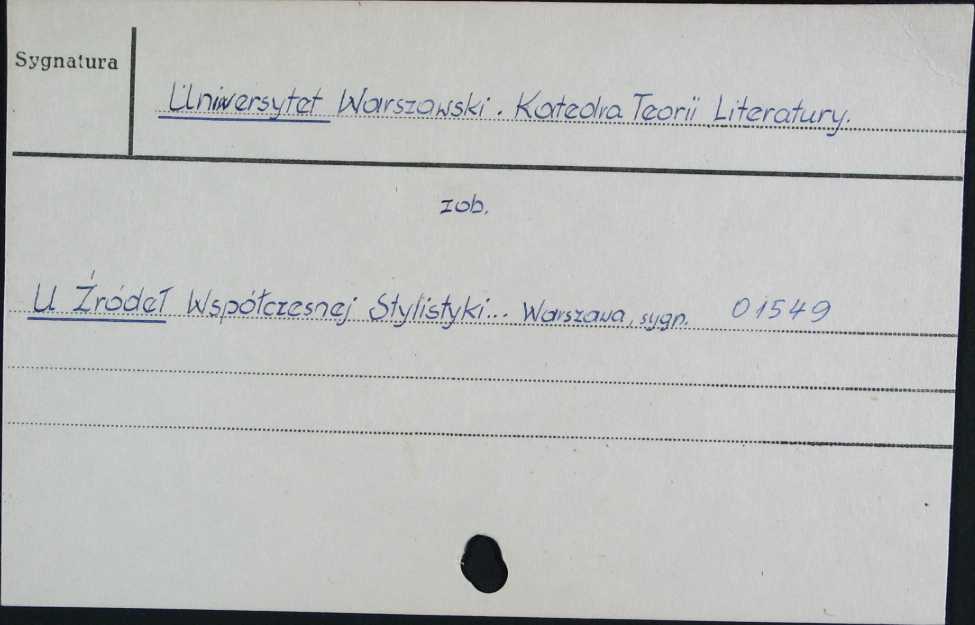 Sygnatura
Uniwersytet Warszawski. Katedra Teorii Literatury.
zob.
U Źródeł Współczesnej Stylistyki... Warszawa, sygn. 01549